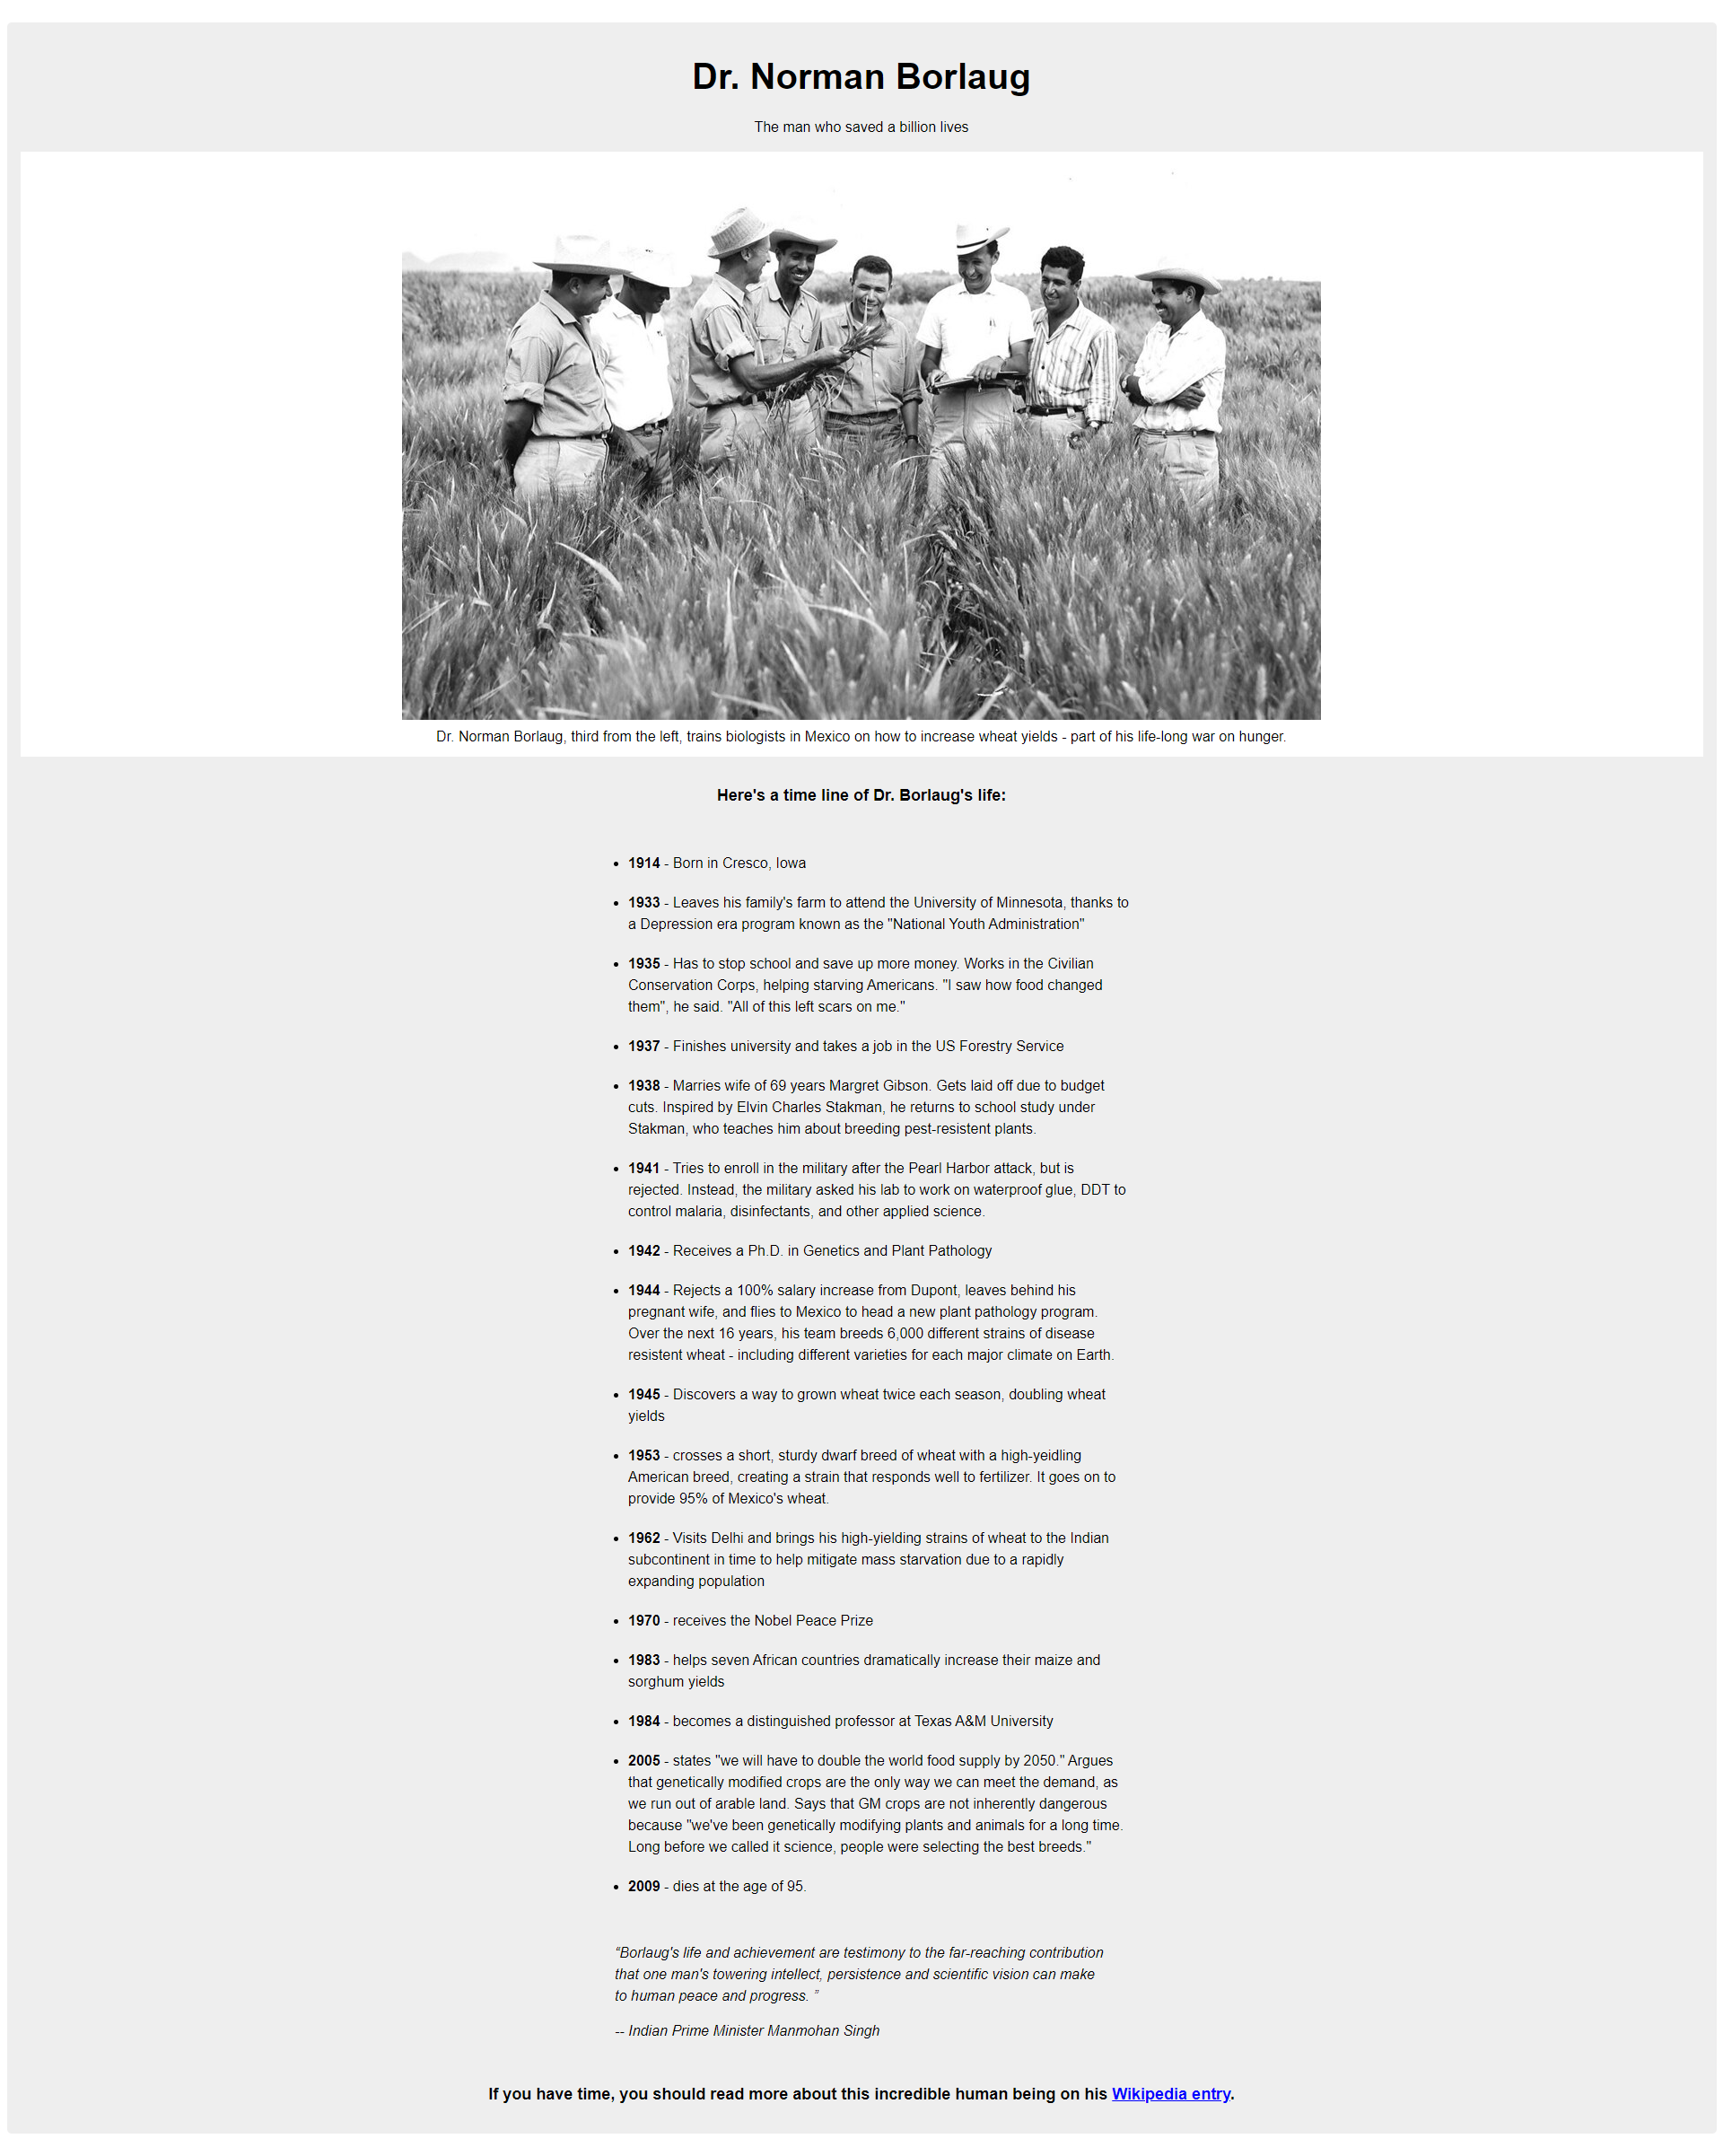 Dr. Norman Borlaug
The man who saved a billion lives
Dr. Norman Borlaug, third from the left, trains biologists in Mexico on how to increase wheat yields - part of his life-long war on hunger.
Here's a time line of Dr. Borlaug's life:
1914 - Born in Cresco, Iowa
1933 - Leaves his family's farm to attend the University of Minnesota, thanks to
a Depression era program known as the "National Youth Administration"
1935 - Has to stop school and save up more money. Works in the Civilian
Conservation Corps, helping starving Americans. "I saw how food changed
them", he said. "All of this left scars on me."
1937 - Finishes university and takes a job in the US Forestry Service
1938 - Marries wife of 69 years Margret Gibson. Gets laid off due to budget
cuts. Inspired by Elvin Charles Stakman, he returns to school study under
Stakman, who teaches him about breeding pest-resistent plants.
1941 - Tries to enroll in the military after the Pearl Harbor attack, but is
rejected. Instead, the military asked his lab to work on waterproof glue, DDT to
control malaria, disinfectants, and other applied science.
1942 - Receives a Ph.D. in Genetics and Plant Pathology
1944 - Rejects a 100% salary increase from Dupont, leaves behind his
pregnant wife, and flies to Mexico to head a new plant pathology program.
Over the next 16 years, his team breeds 6,000 different strains of disease
resistent wheat - including different varieties for each major climate on Earth.
1945 - Discovers a way to grown wheat twice each season, doubling wheat
yields
1953 - crosses a short, sturdy dwarf breed of wheat with a high-yeidling
American breed, creating a strain that responds well to fertilizer. It goes on to
provide 95% of Mexico's wheat.
1962 - Visits Delhi and brings his high-yielding strains of wheat to the Indian
subcontinent in time to help mitigate mass starvation due to a rapidly
expanding population
1970 - receives the Nobel Peace Prize
1983 - helps seven African countries dramatically increase their maize and
sorghum yields
1984 - becomes a distinguished professor at Texas A&M University
2005 - states "we will have to double the world food supply by 2050." Argues
that genetically modified crops are the only way we can meet the demand, as
we run out of arable land. Says that GM crops are not inherently dangerous
because "we've been genetically modifying plants and animals for a long time.
Long before we called it science, people were selecting the best breeds."
2009 - dies at the age of 95.
“Borlaug's life and achievement are testimony to the far-reaching contribution
that one man's towering intellect, persistence and scientific vision can make
to human peace and progress. ”
-- Indian Prime Minister Manmohan Singh
If you have time, you should read more about this incredible human being on his Wikipedia entry.